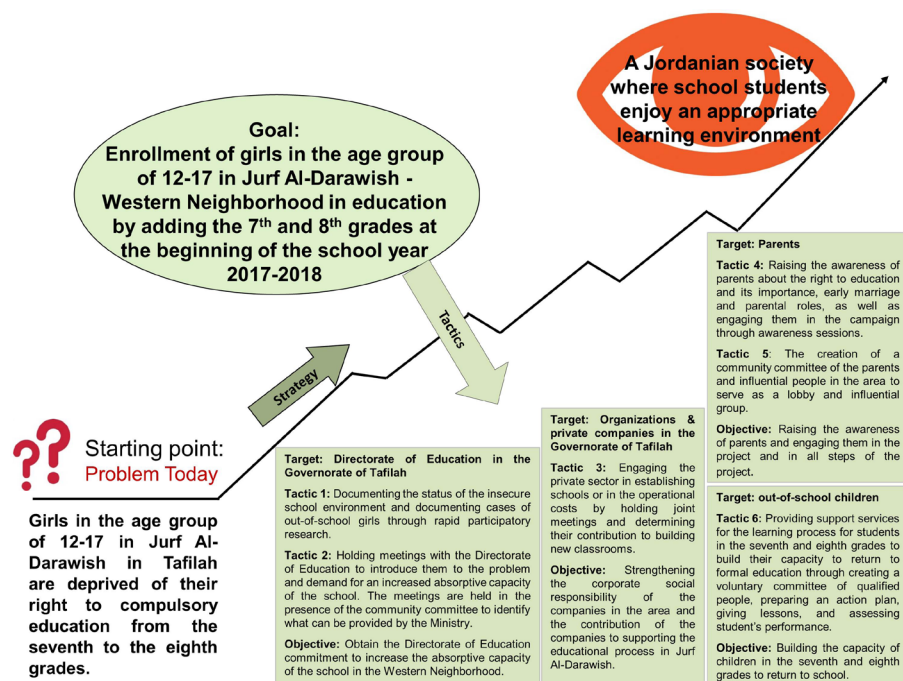 A Jordanian society
where school students
enjoy an appropriate
learning environment
Goal:
Enrollment of girls in the age group
of 12-17 in Jurf Al-Darawish -
Western Neighborhood in education
by adding the 7th and 8th grades at
the beginning of the school year
2017-2018
Tactics
Strategy
??
Starting point:
Problem Today
Girls in the age group
of 12-17 in Jurf Al-
Darawish in Tafilah
are deprived of their
right to compulsory
education from the
seventh to the eighth
grades.
Target: Directorate of Education in the
Governorate of Tafilah
Tactic 1: Documenting the status of the insecure
school environment and documenting cases of
out-of-school girls through rapid participatory
research.
Tactic 2: Holding meetings with the Directorate
of Education to introduce them to the problem
and demand for an increased absorptive capacity
of the school. The meetings are held in the
presence of the community committee to identify
what can be provided by the Ministry.
Objective: Obtain the Directorate of Education
commitment to increase the absorptive capacity
of the school in the Western Neighborhood.
Target: Organizations &
private companies in the
Governorate of Tafilah
Tactic 3: Engaging the
private sector in establishing
schools or in the operational
costs by holding joint
meetings and determining
their contribution to building
new classrooms.
Objective: Strengthening
the corporate social
responsibility of the
companies in the area and
the contribution of the
companies to supporting the
educational process in Jurf
Al-Darawish.
Target: Parents
Tactic 4: Raising the awareness of
parents about the right to education
and its importance, early marriage
and parental roles, as well as
engaging them in the campaign
through awareness sessions.
Tactic 5: The creation of a
community committee of the parents
and influential people in the area to
serve as a lobby and influential
group.
Objective: Raising the awareness
of parents and engaging them in the
project and in all steps of the
project.
Target: out-of-school children
Tactic 6: Providing support services
for the learning process for students
in the seventh and eighth grades to
build their capacity to return to
formal education through creating a
voluntary committee of qualified
people, preparing an action plan,
giving lessons, and assessing
student's performance.
Objective: Building the capacity of
children in the seventh and eighth
grades to return to school.